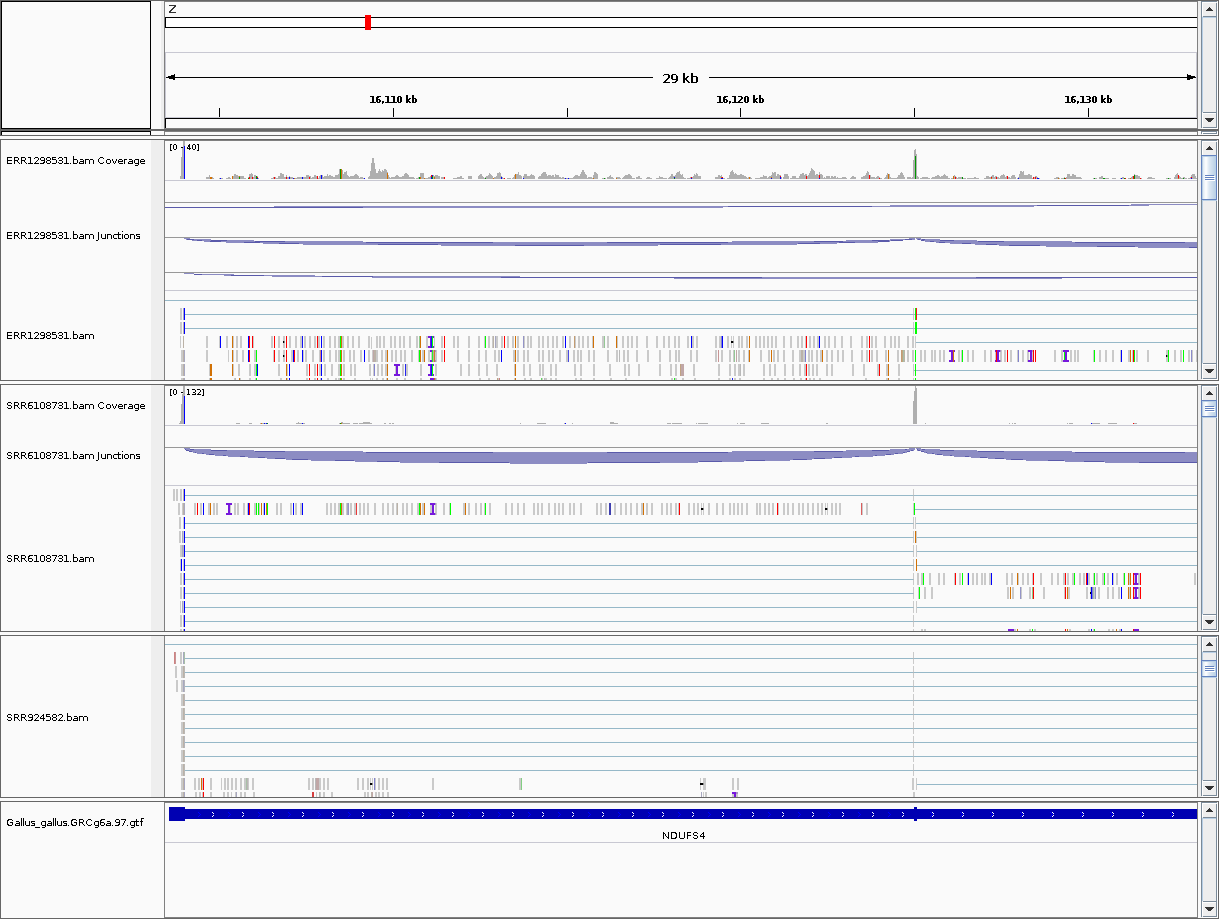 Z
29 kb
16,110 kb 16,120 kb 16,130 kb
[0 - 40]
ERR1298531.bam Coverage
ERR1298531.bam Junctions
ERR1298531.bam
[0 - 132]
SRR6108731.bam Coverage
SRR6108731.bam Junctions
SRR6108731.bam
SRR924582.bam
Gallus_gallus.GRCg6a.97.gtf
NDUFS4